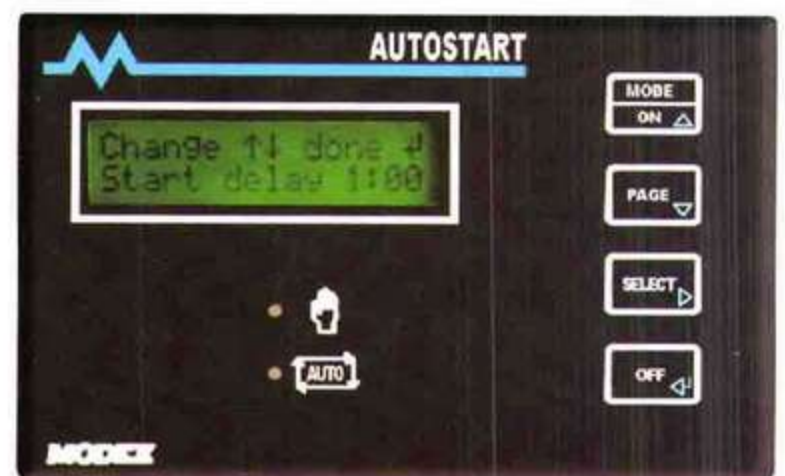 AUTOSTART
Change ↑↓ done ↵
Start delay 1:00
MODE
ON
PAGE
SELECT
OFF
AUTO
MODEX